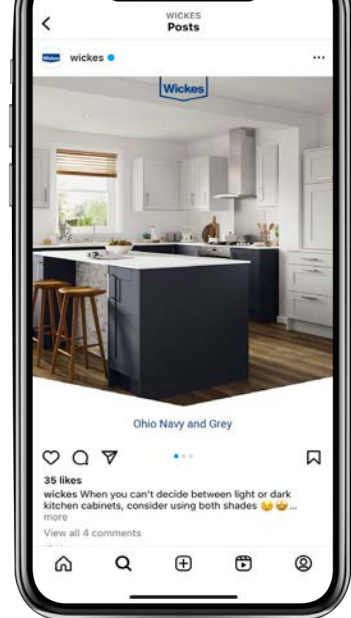 WICKES
Posts
wickes
Wickes
Ohio Navy and Grey
35 likes
wickes When you can't decide between light or dark
kitchen cabinets, consider using both shades 😉🤩...
more
View all 4 comments